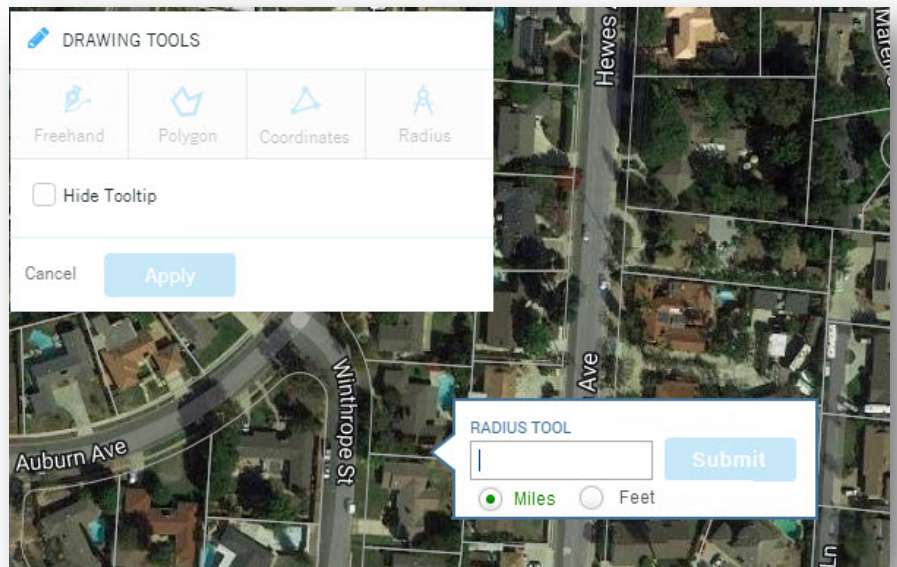 DRAWING TOOLS
Freehand
Polygon
Coordinates
Radius
Hide Tooltip
Cancel
Apply
Hewes
Ave
Winthrope St
Auburn Ave
RADIUS TOOL
Submit
Miles
Feet
Ln